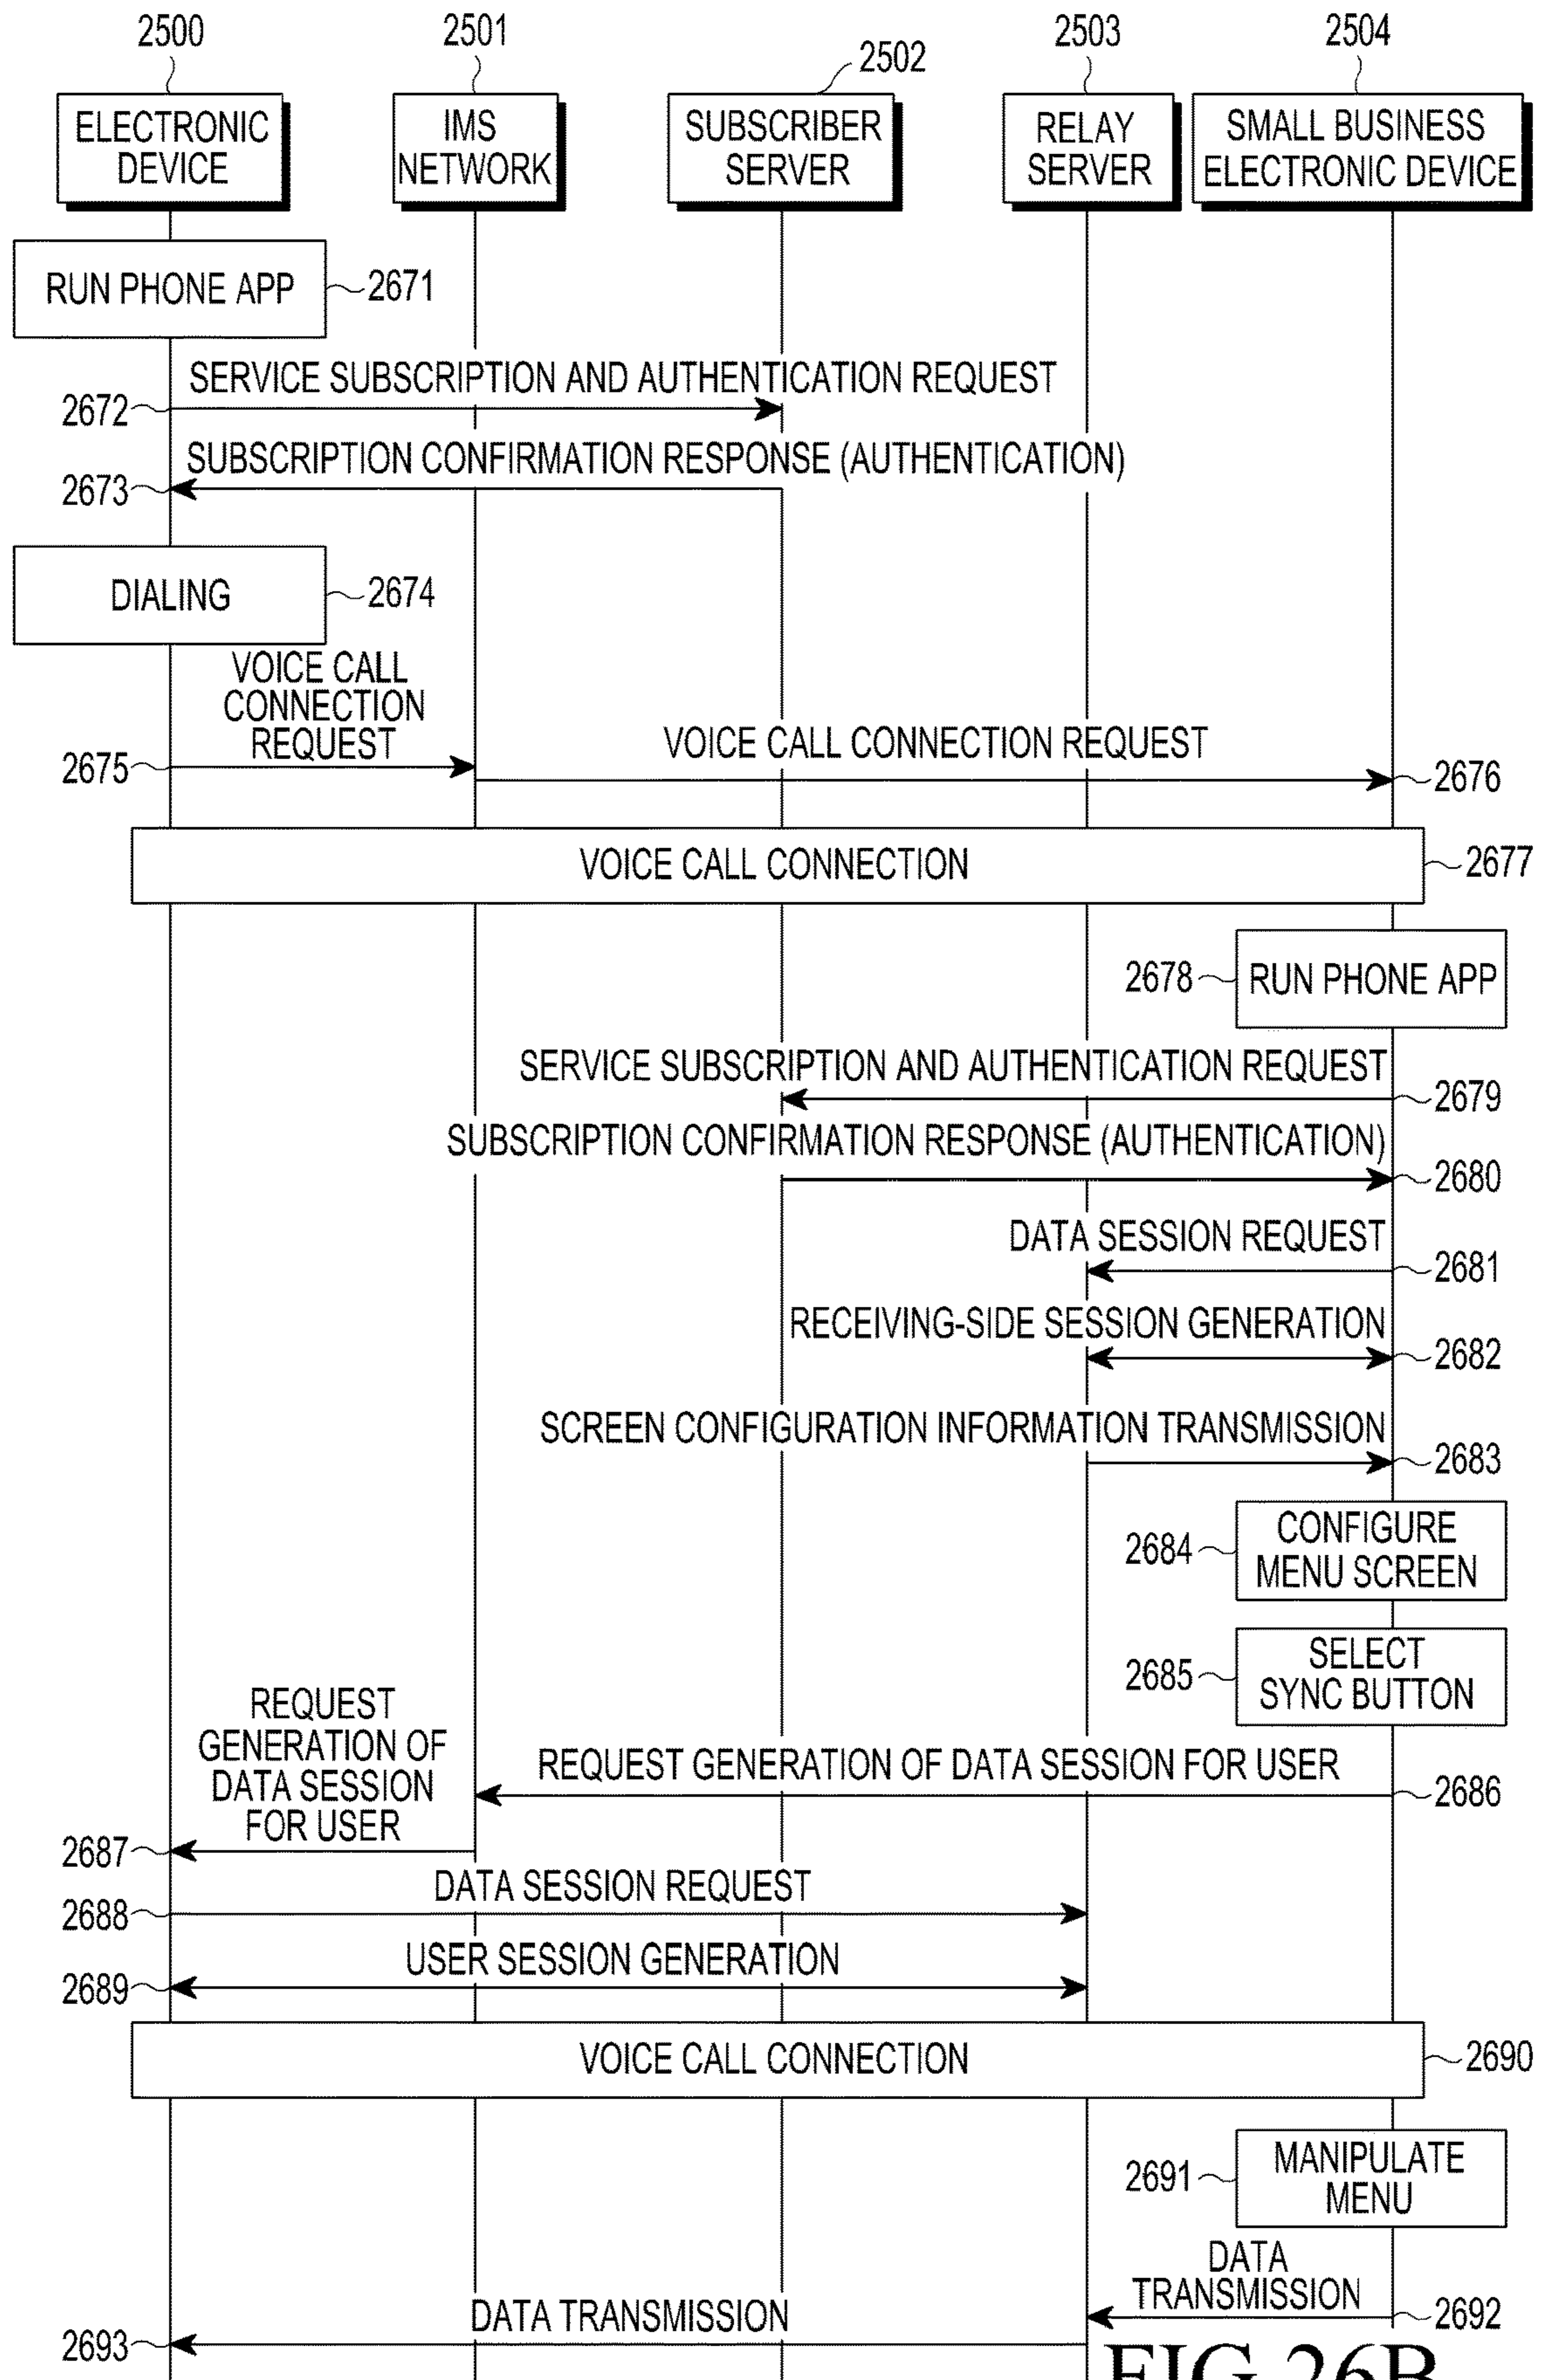 2500
2501
2502
2503
2504
ELECTRONIC
DEVICE
IMS
NETWORK
SUBSCRIBER
SERVER
RELAY
SERVER
SMALL BUSINESS
ELECTRONIC DEVICE
RUN PHONE APP
2671
SERVICE SUBSCRIPTION AND AUTHENTICATION REQUEST
2672
SUBSCRIPTION CONFIRMATION RESPONSE (AUTHENTICATION)
2673
DIALING
2674
VOICE CALL
CONNECTION
REQUEST
2675
VOICE CALL CONNECTION REQUEST
2676
VOICE CALL CONNECTION
2677
2678
RUN PHONE APP
SERVICE SUBSCRIPTION AND AUTHENTICATION REQUEST
2679
SUBSCRIPTION CONFIRMATION RESPONSE (AUTHENTICATION)
2680
DATA SESSION REQUEST
2681
RECEIVING-SIDE SESSION GENERATION
2682
SCREEN CONFIGURATION INFORMATION TRANSMISSION
2683
2684
CONFIGURE
MENU SCREEN
2685
SELECT
SYNC BUTTON
REQUEST GENERATION OF DATA SESSION FOR USER
2686
REQUEST
GENERATION OF
DATA SESSION
FOR USER
2687
DATA SESSION REQUEST
2688
USER SESSION GENERATION
2689
VOICE CALL CONNECTION
2690
2691
MANIPULATE
MENU
DATA
TRANSMISSION
2692
DATA TRANSMISSION
2693
FIG.26B